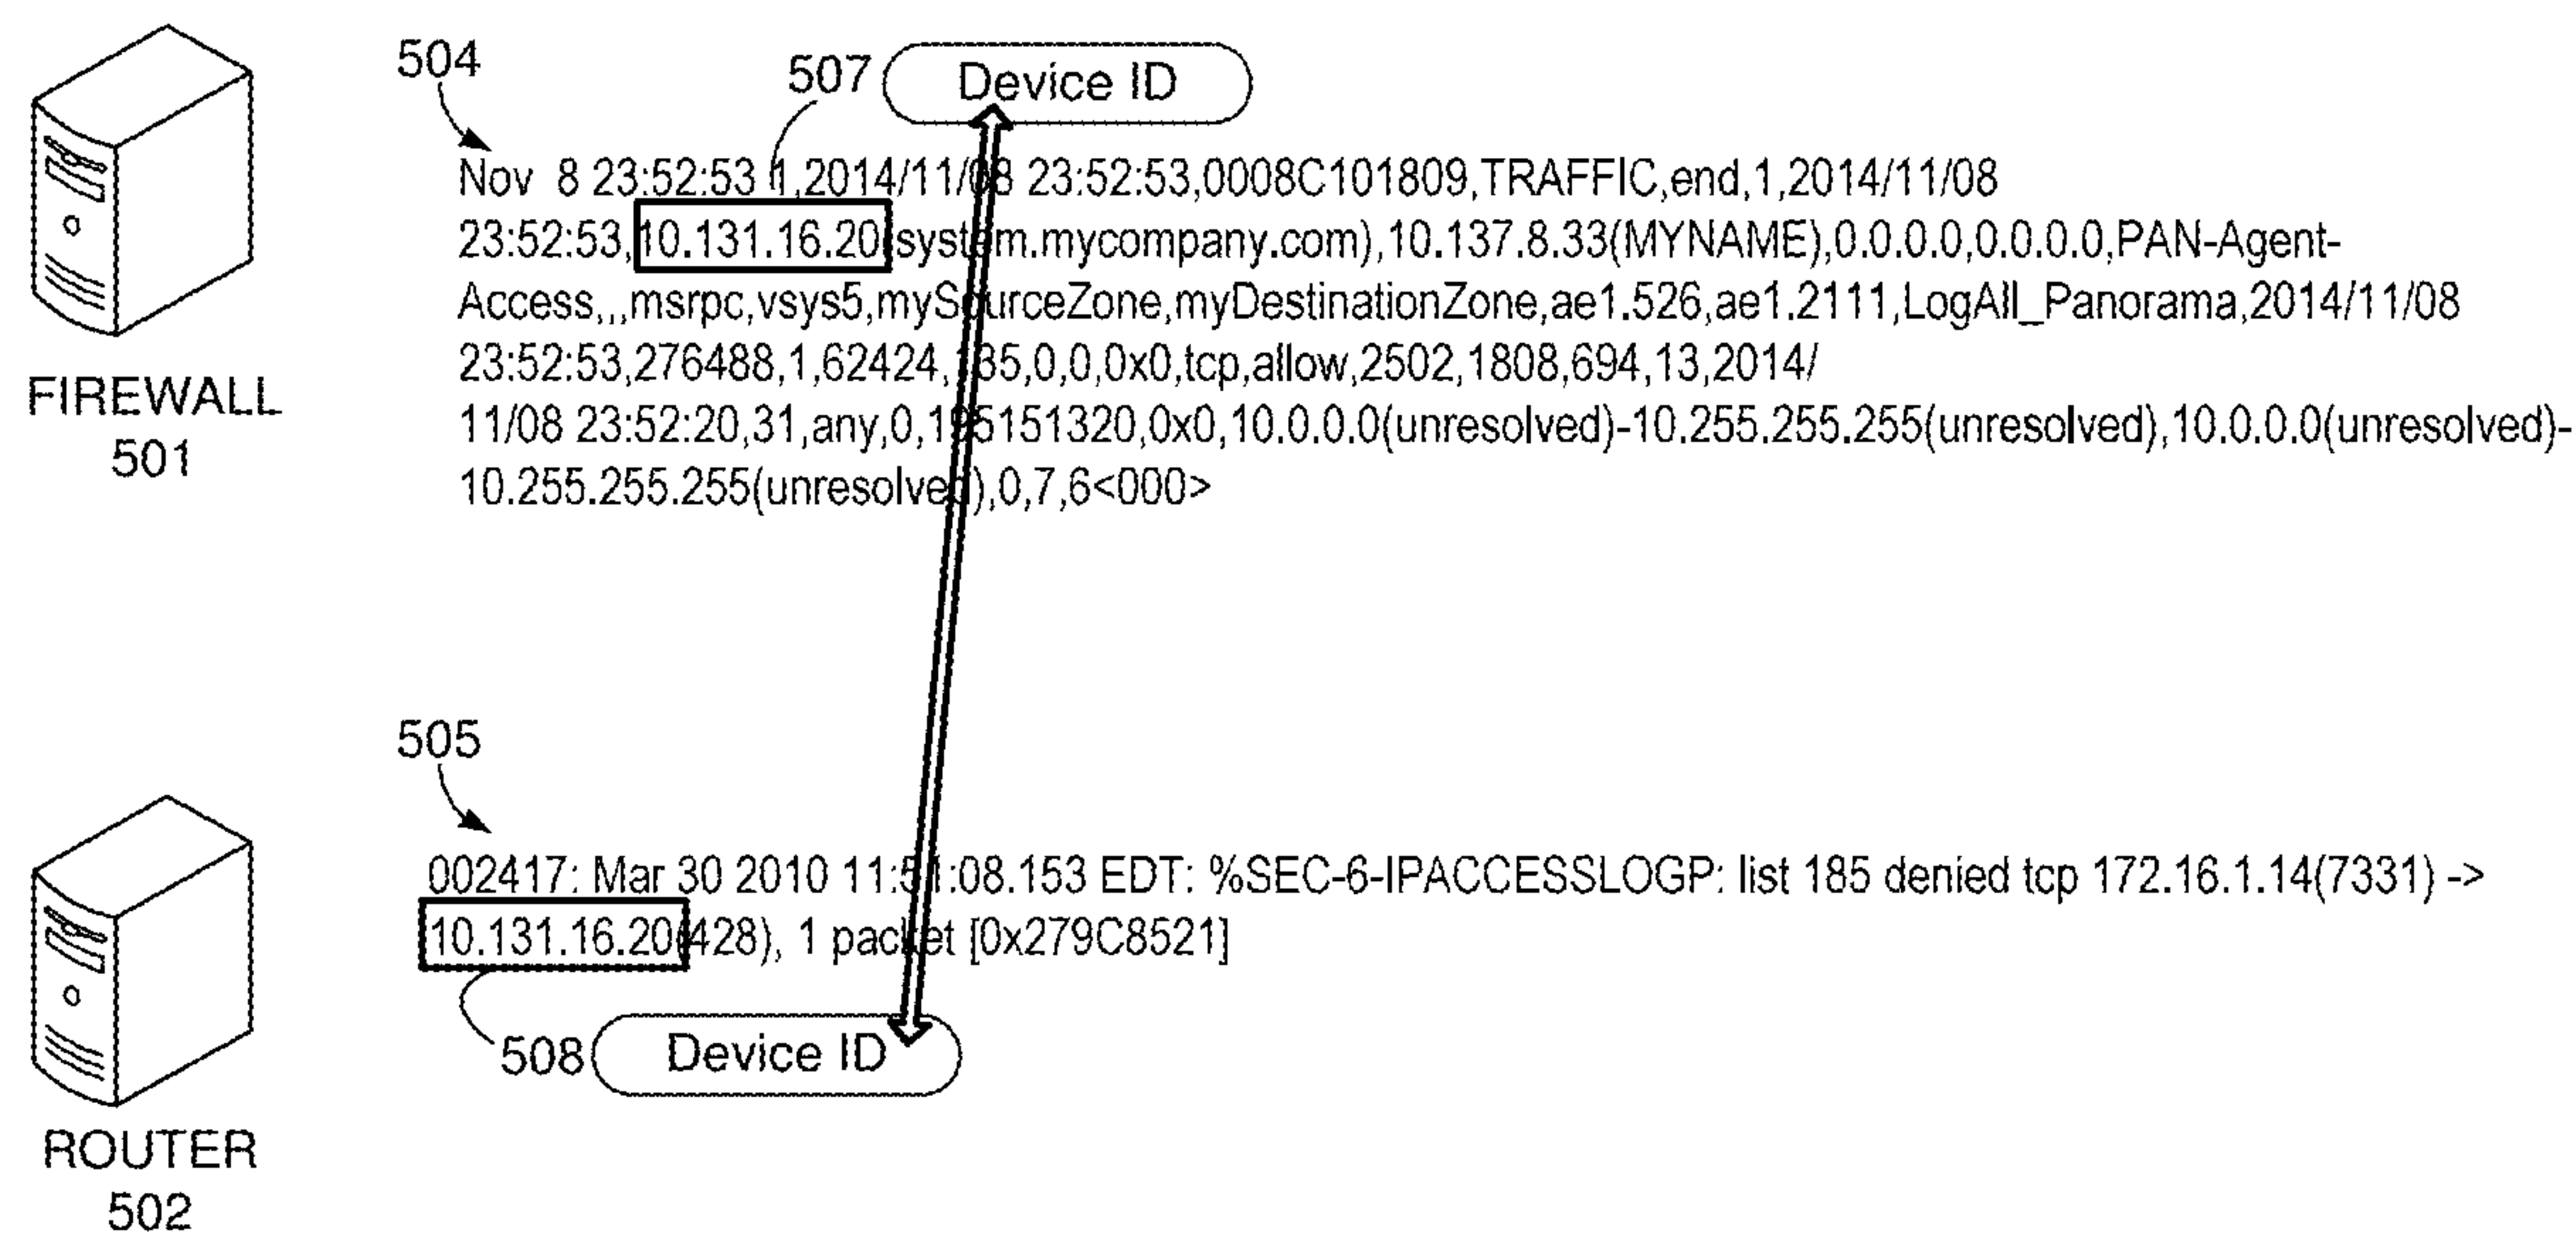 504
507 Device ID
Nov 8 23:52:53 1,2014/11/08 23:52:53,0008C101809,TRAFFIC,end,1,2014/11/08
23:52:53,10.131.16.20(system.mycompany.com),10.137.8.33(MYNAME),0.0.0.0,0.0.0.0,PAN-Agent-
Access,,,msrpc,vsys5,mySourceZone,myDestinationZone,ae1.526,ae1.2111,LogAll_Panorama,2014/11/08
23:52:53,276488,1,62424,135,0,0,0x0,tcp,allow,2502,1808,694,13,2014/
11/08 23:52:20,31,any,0,195151320,0x0,10.0.0.0(unresolved)-10.255.255.255(unresolved),10.0.0.0(unresolved)-
10.255.255.255(unresolved),0,7,6<000>
FIREWALL
501
505
002417: Mar 30 2010 11:51:08.153 EDT: %SEC-6-IPACCESSLOGP: list 185 denied tcp 172.16.1.14(7331) ->
10.131.16.20(428), 1 packet [0x279C8521]
508 Device ID
ROUTER
502